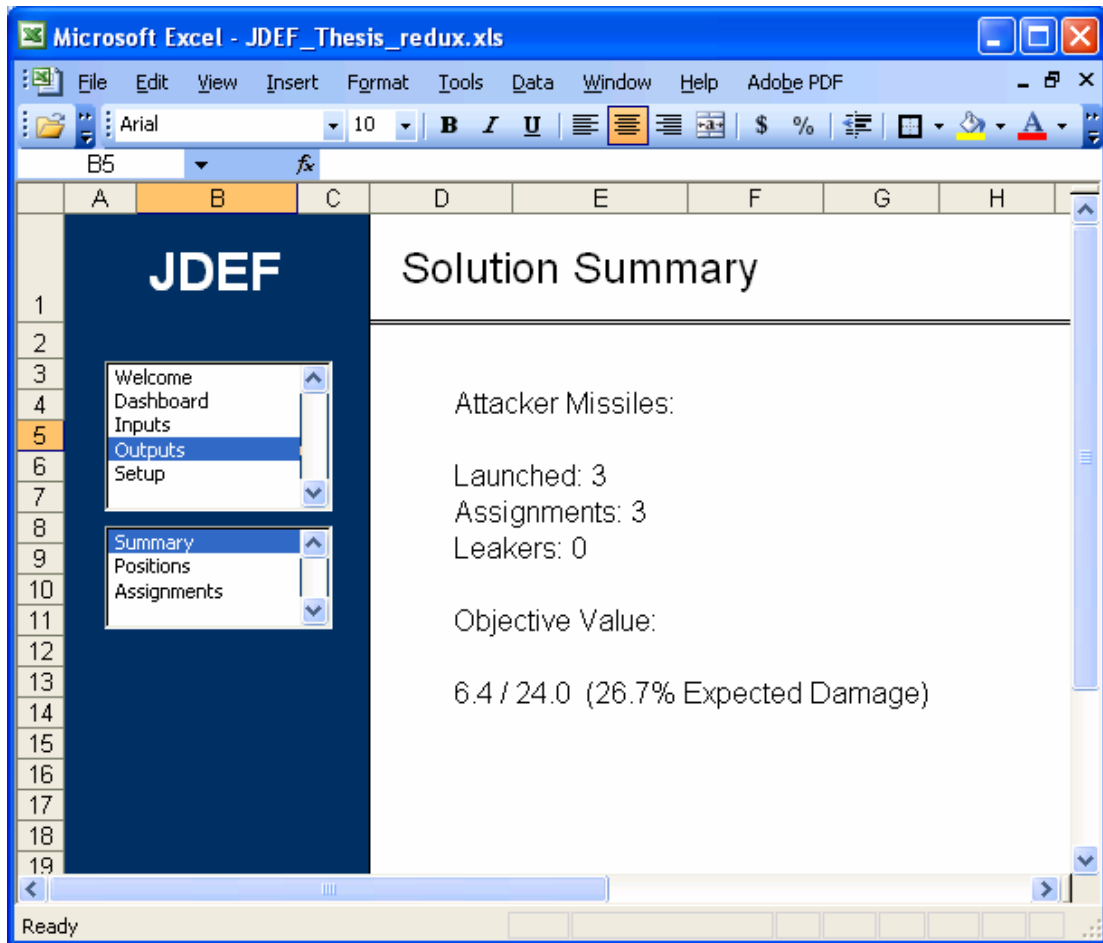 Microsoft Excel - JDEF_Thesis_redux.xls
File Edit View Insert Format Tools Data Window Help Adobe PDF
Arial 10 B I U $ %
B5 fx
A B C D E F G H
1
2
3
4
5
6
7
8
9
10
11
12
13
14
15
16
17
18
19
JDEF
Welcome
Dashboard
Inputs
Outputs
Setup
Summary
Positions
Assignments
Solution Summary
Attacker Missiles:
Launched: 3
Assignments: 3
Leakers: 0
Objective Value:
6.4 / 24.0 (26.7% Expected Damage)
Ready